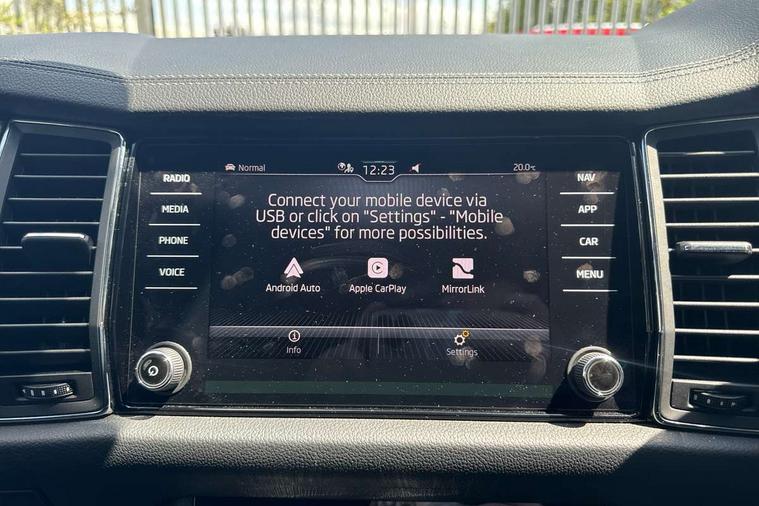 Normal
12:23
20.0°C
RADIO
MEDIA
PHONE
VOICE
Connect your mobile device via
USB or click on "Settings" - "Mobile
devices" for more possibilities.
Android Auto
Apple CarPlay
MirrorLink
Info
Settings
NAV
APP
CAR
MENU